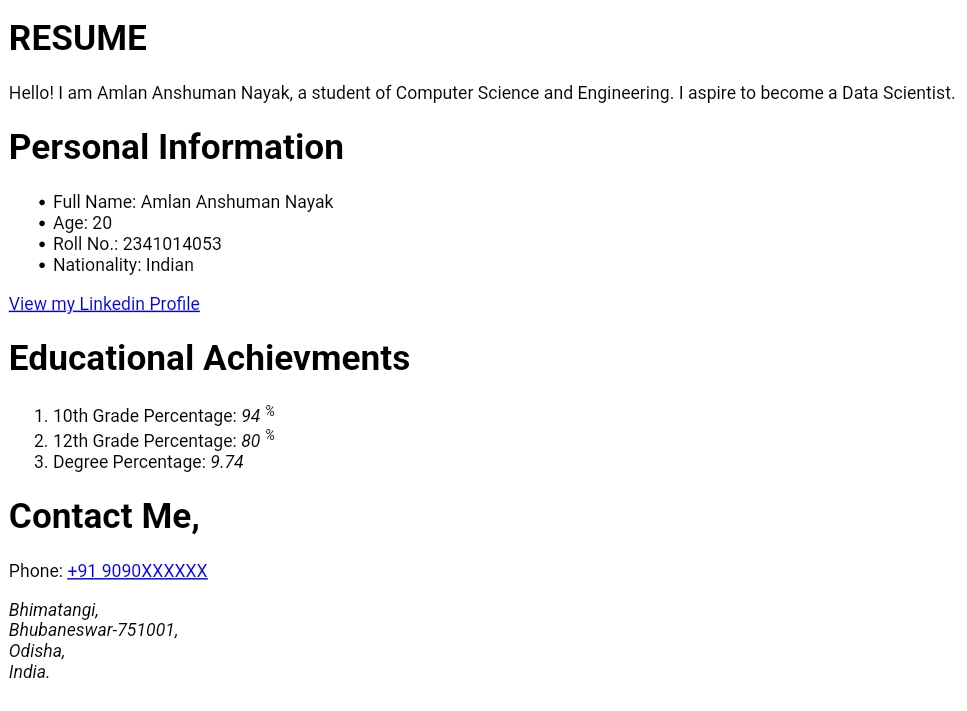 RESUME
Hello! I am Amlan Anshuman Nayak, a student of Computer Science and Engineering. I aspire to become a Data Scientist.
Personal Information
• Full Name: Amlan Anshuman Nayak
• Age: 20
• Roll No.: 2341014053
• Nationality: Indian
View my Linkedin Profile
Educational Achievments
1. 10th Grade Percentage: 94 %
2. 12th Grade Percentage: 80 %
3. Degree Percentage: 9.74
Contact Me,
Phone: +91 9090XXXXXX
Bhimatangi,
Bhubaneswar-751001,
Odisha,
India.